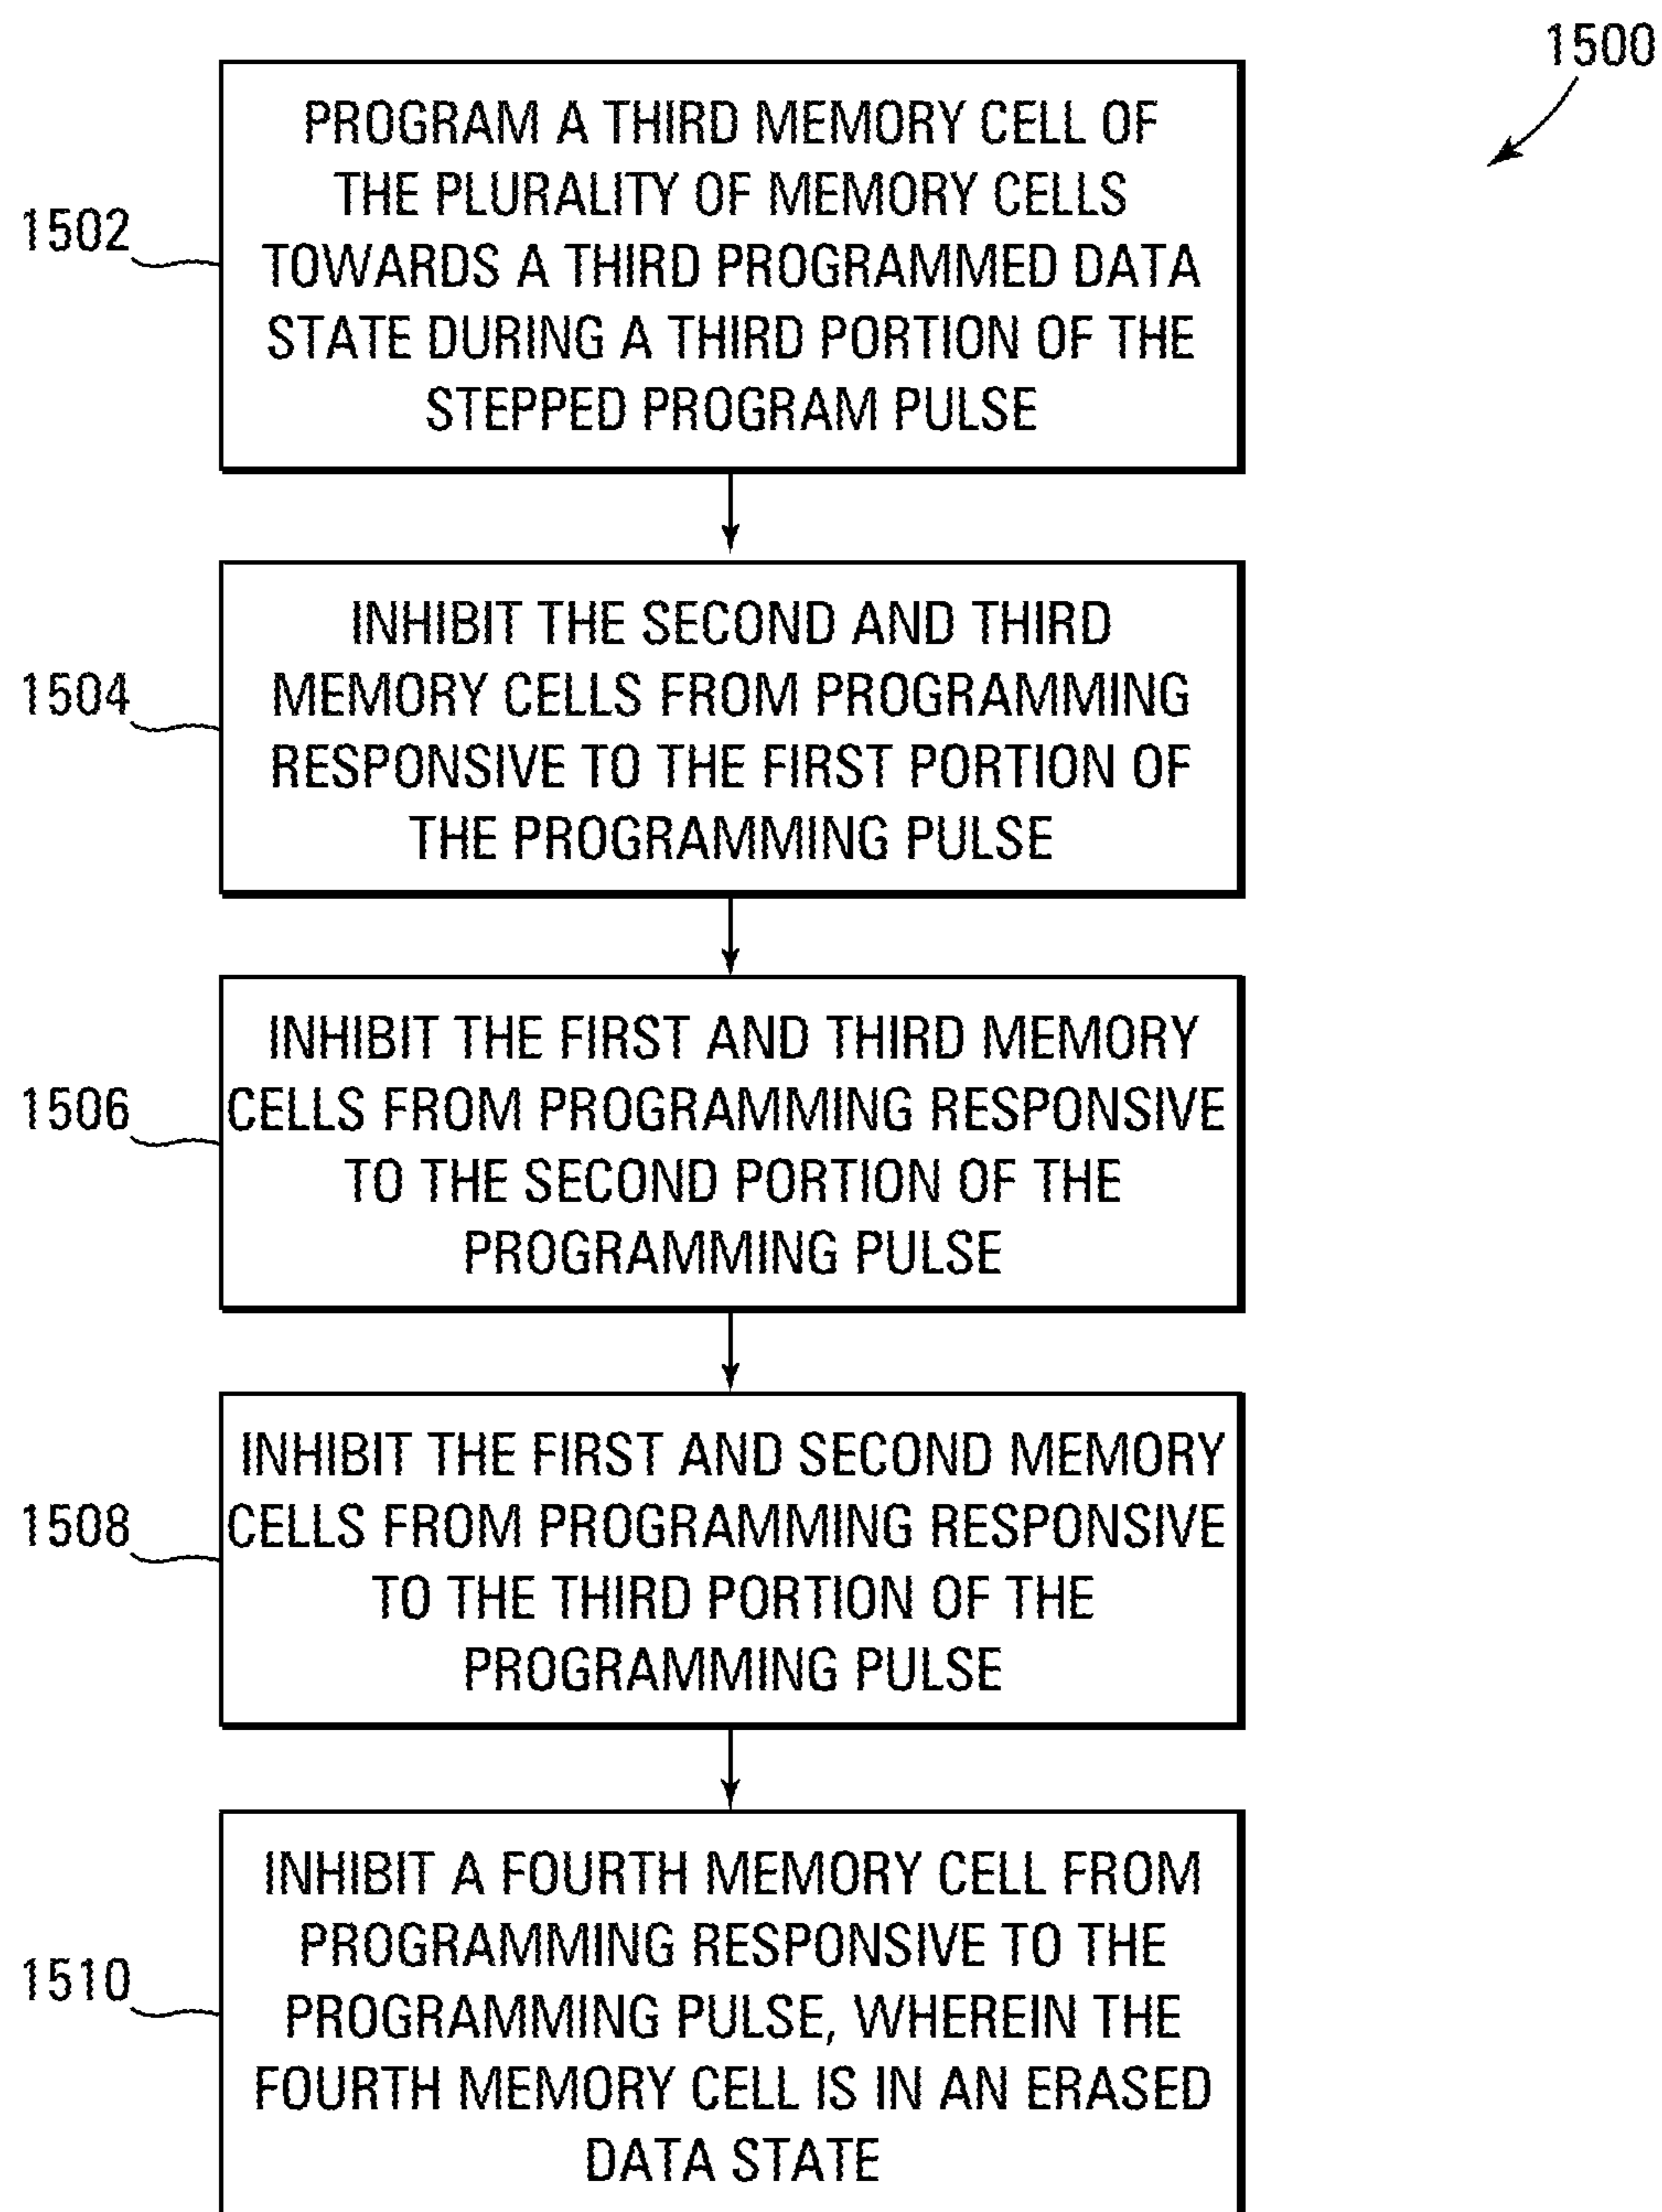 1500
PROGRAM A THIRD MEMORY CELL OF
THE PLURALITY OF MEMORY CELLS
TOWARDS A THIRD PROGRAMMED DATA
STATE DURING A THIRD PORTION OF THE
STEPPED PROGRAM PULSE
1502
INHIBIT THE SECOND AND THIRD
MEMORY CELLS FROM PROGRAMMING
RESPONSIVE TO THE FIRST PORTION OF
THE PROGRAMMING PULSE
1504
INHIBIT THE FIRST AND THIRD MEMORY
CELLS FROM PROGRAMMING RESPONSIVE
TO THE SECOND PORTION OF THE
PROGRAMMING PULSE
1506
INHIBIT THE FIRST AND SECOND MEMORY
CELLS FROM PROGRAMMING RESPONSIVE
TO THE THIRD PORTION OF THE
PROGRAMMING PULSE
1508
INHIBIT A FOURTH MEMORY CELL FROM
PROGRAMMING RESPONSIVE TO THE
PROGRAMMING PULSE, WHEREIN THE
FOURTH MEMORY CELL IS IN AN ERASED
DATA STATE
1510